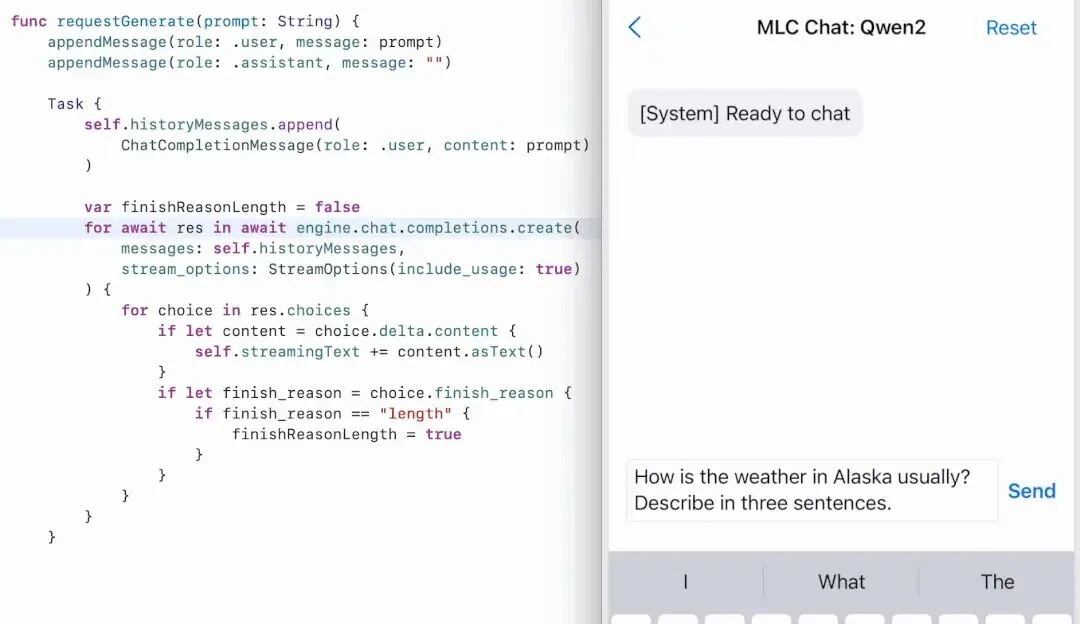 func requestGenerate(prompt: String) {
    appendMessage(role: .user, message: prompt)
    appendMessage(role: .assistant, message: "")

    Task {
        self.historyMessages.append(
            ChatCompletionMessage(role: .user, content: prompt)
        )

        var finishReasonLength = false
        for await res in await engine.chat.completions.create(
            messages: self.historyMessages,
            stream_options: StreamOptions(include_usage: true)
        ) {
            for choice in res.choices {
                if let content = choice.delta.content {
                    self.streamingText += content.asText()
                }
                if let finish_reason = choice.finish_reason {
                    if finish_reason == "length" {
                        finishReasonLength = true
                    }
                }
            }
        }
    }
MLC Chat: Qwen2
Reset
[System] Ready to chat
How is the weather in Alaska usually?
Describe in three sentences.
Send
I
What
The